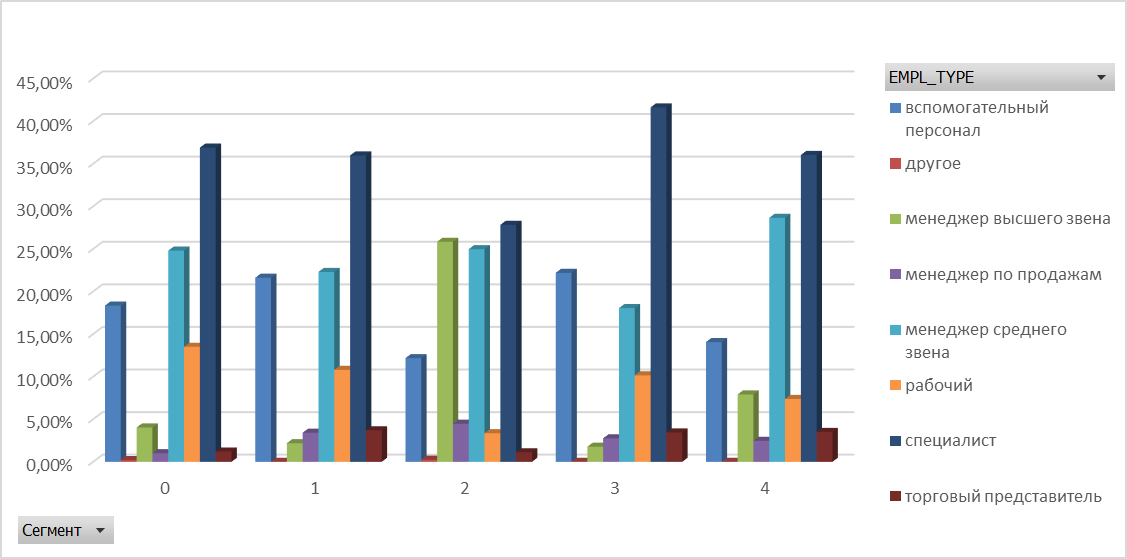 45,00%
40,00%
35,00%
30,00%
25,00%
20,00%
15,00%
10,00%
5,00%
0,00%
0 1 2 3 4
Сегмент
EMPL_TYPE
вспомогательный
персонал
другое
менеджер высшего звена
менеджер по продажам
менеджер среднего
звена
рабочий
специалист
торговый представитель